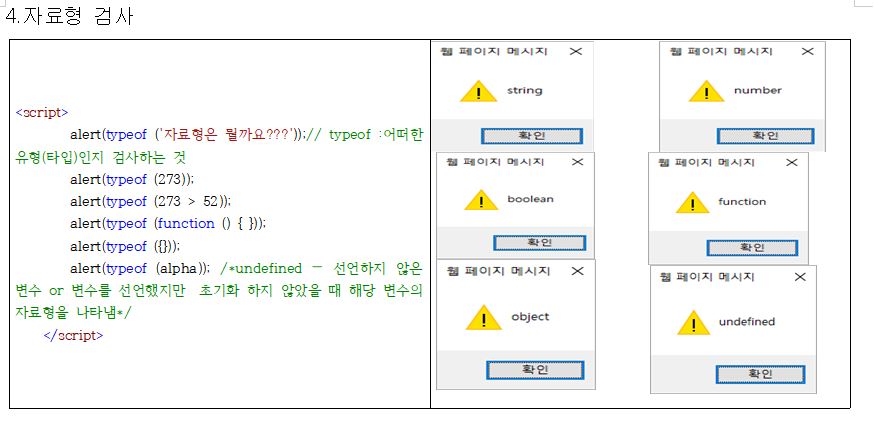 4.자료형 검사
<script>
alert(typeof ('자료형은 뭘까요???'));// typeof :어떠한
유형(타입)인지 검사하는 것
alert(typeof (273));
alert(typeof (273 > 52));
alert(typeof (function () { }));
alert(typeof ({}));
alert(typeof (alpha)); /*undefined - 선언하지 않은
변수 or 변수를 선언했지만 초기화 하지 않았을 때 해당 변수의
자료형을 나타냄*/
</script>
웹 페이지 메시지
string
확인
웹 페이지 메시지
number
확인
웹 페이지 메시지
boolean
확인
웹 페이지 메시지
function
확인
웹 페이지 메시지
object
확인
웹 페이지 메시지
undefined
확인